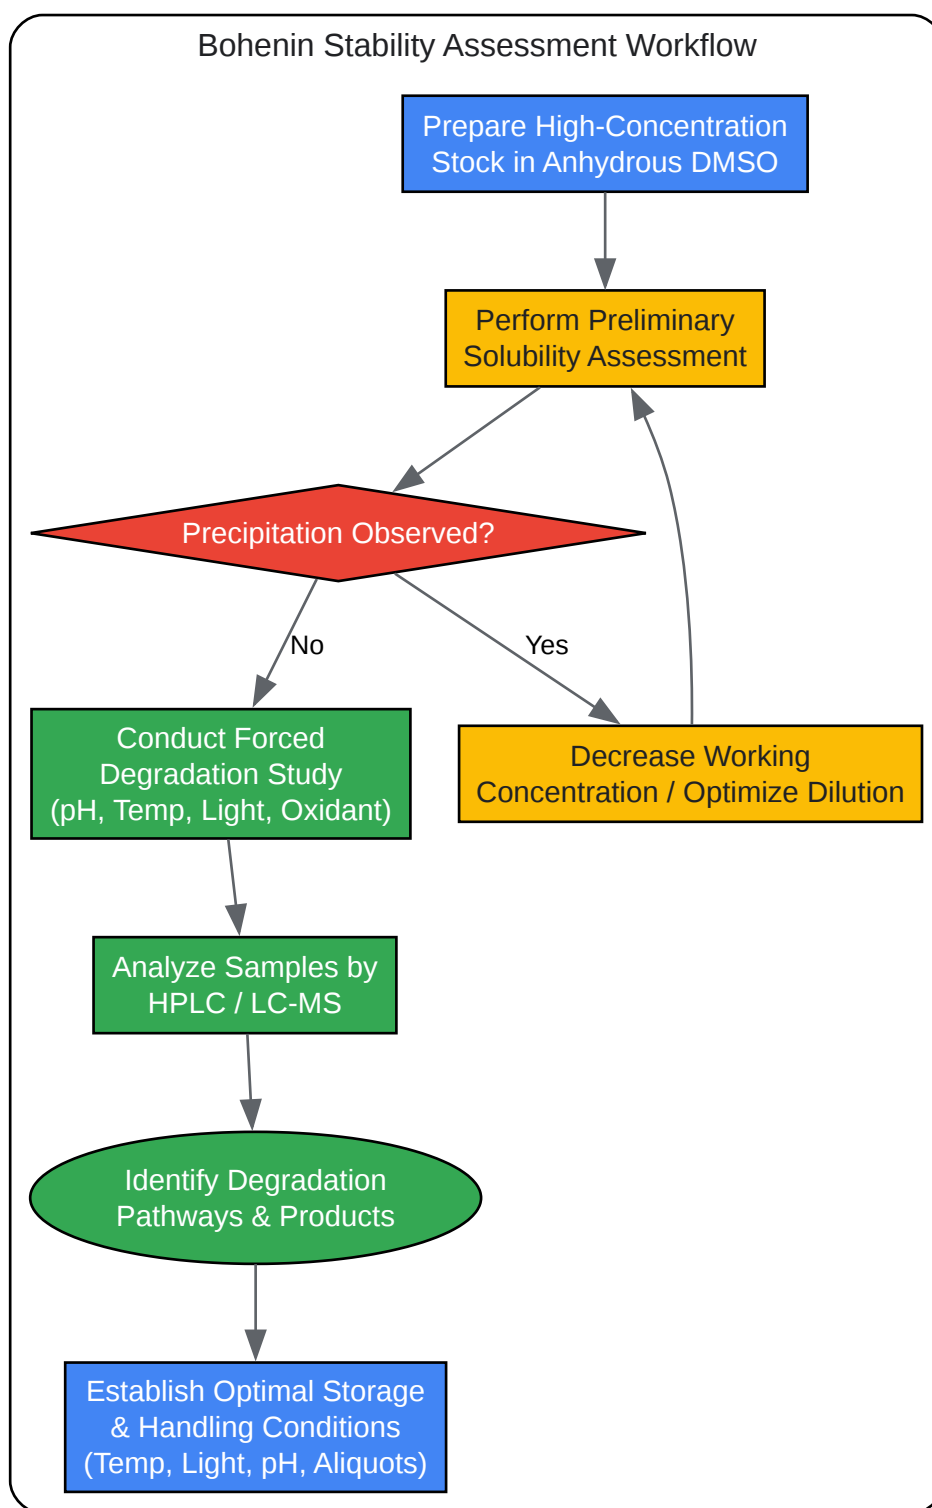 Bohenin Stability Assessment Workflow
Prepare High-Concentration
Stock in Anhydrous DMSO
Perform Preliminary
Solubility Assessment
Precipitation Observed?
No
Yes
Conduct Forced
Degradation Study
(pH, Temp, Light, Oxidant)
Decrease Working
Concentration / Optimize Dilution
Analyze Samples by
HPLC / LC-MS
Identify Degradation
Pathways & Products
Establish Optimal Storage
& Handling Conditions
(Temp, Light, pH, Aliquots)